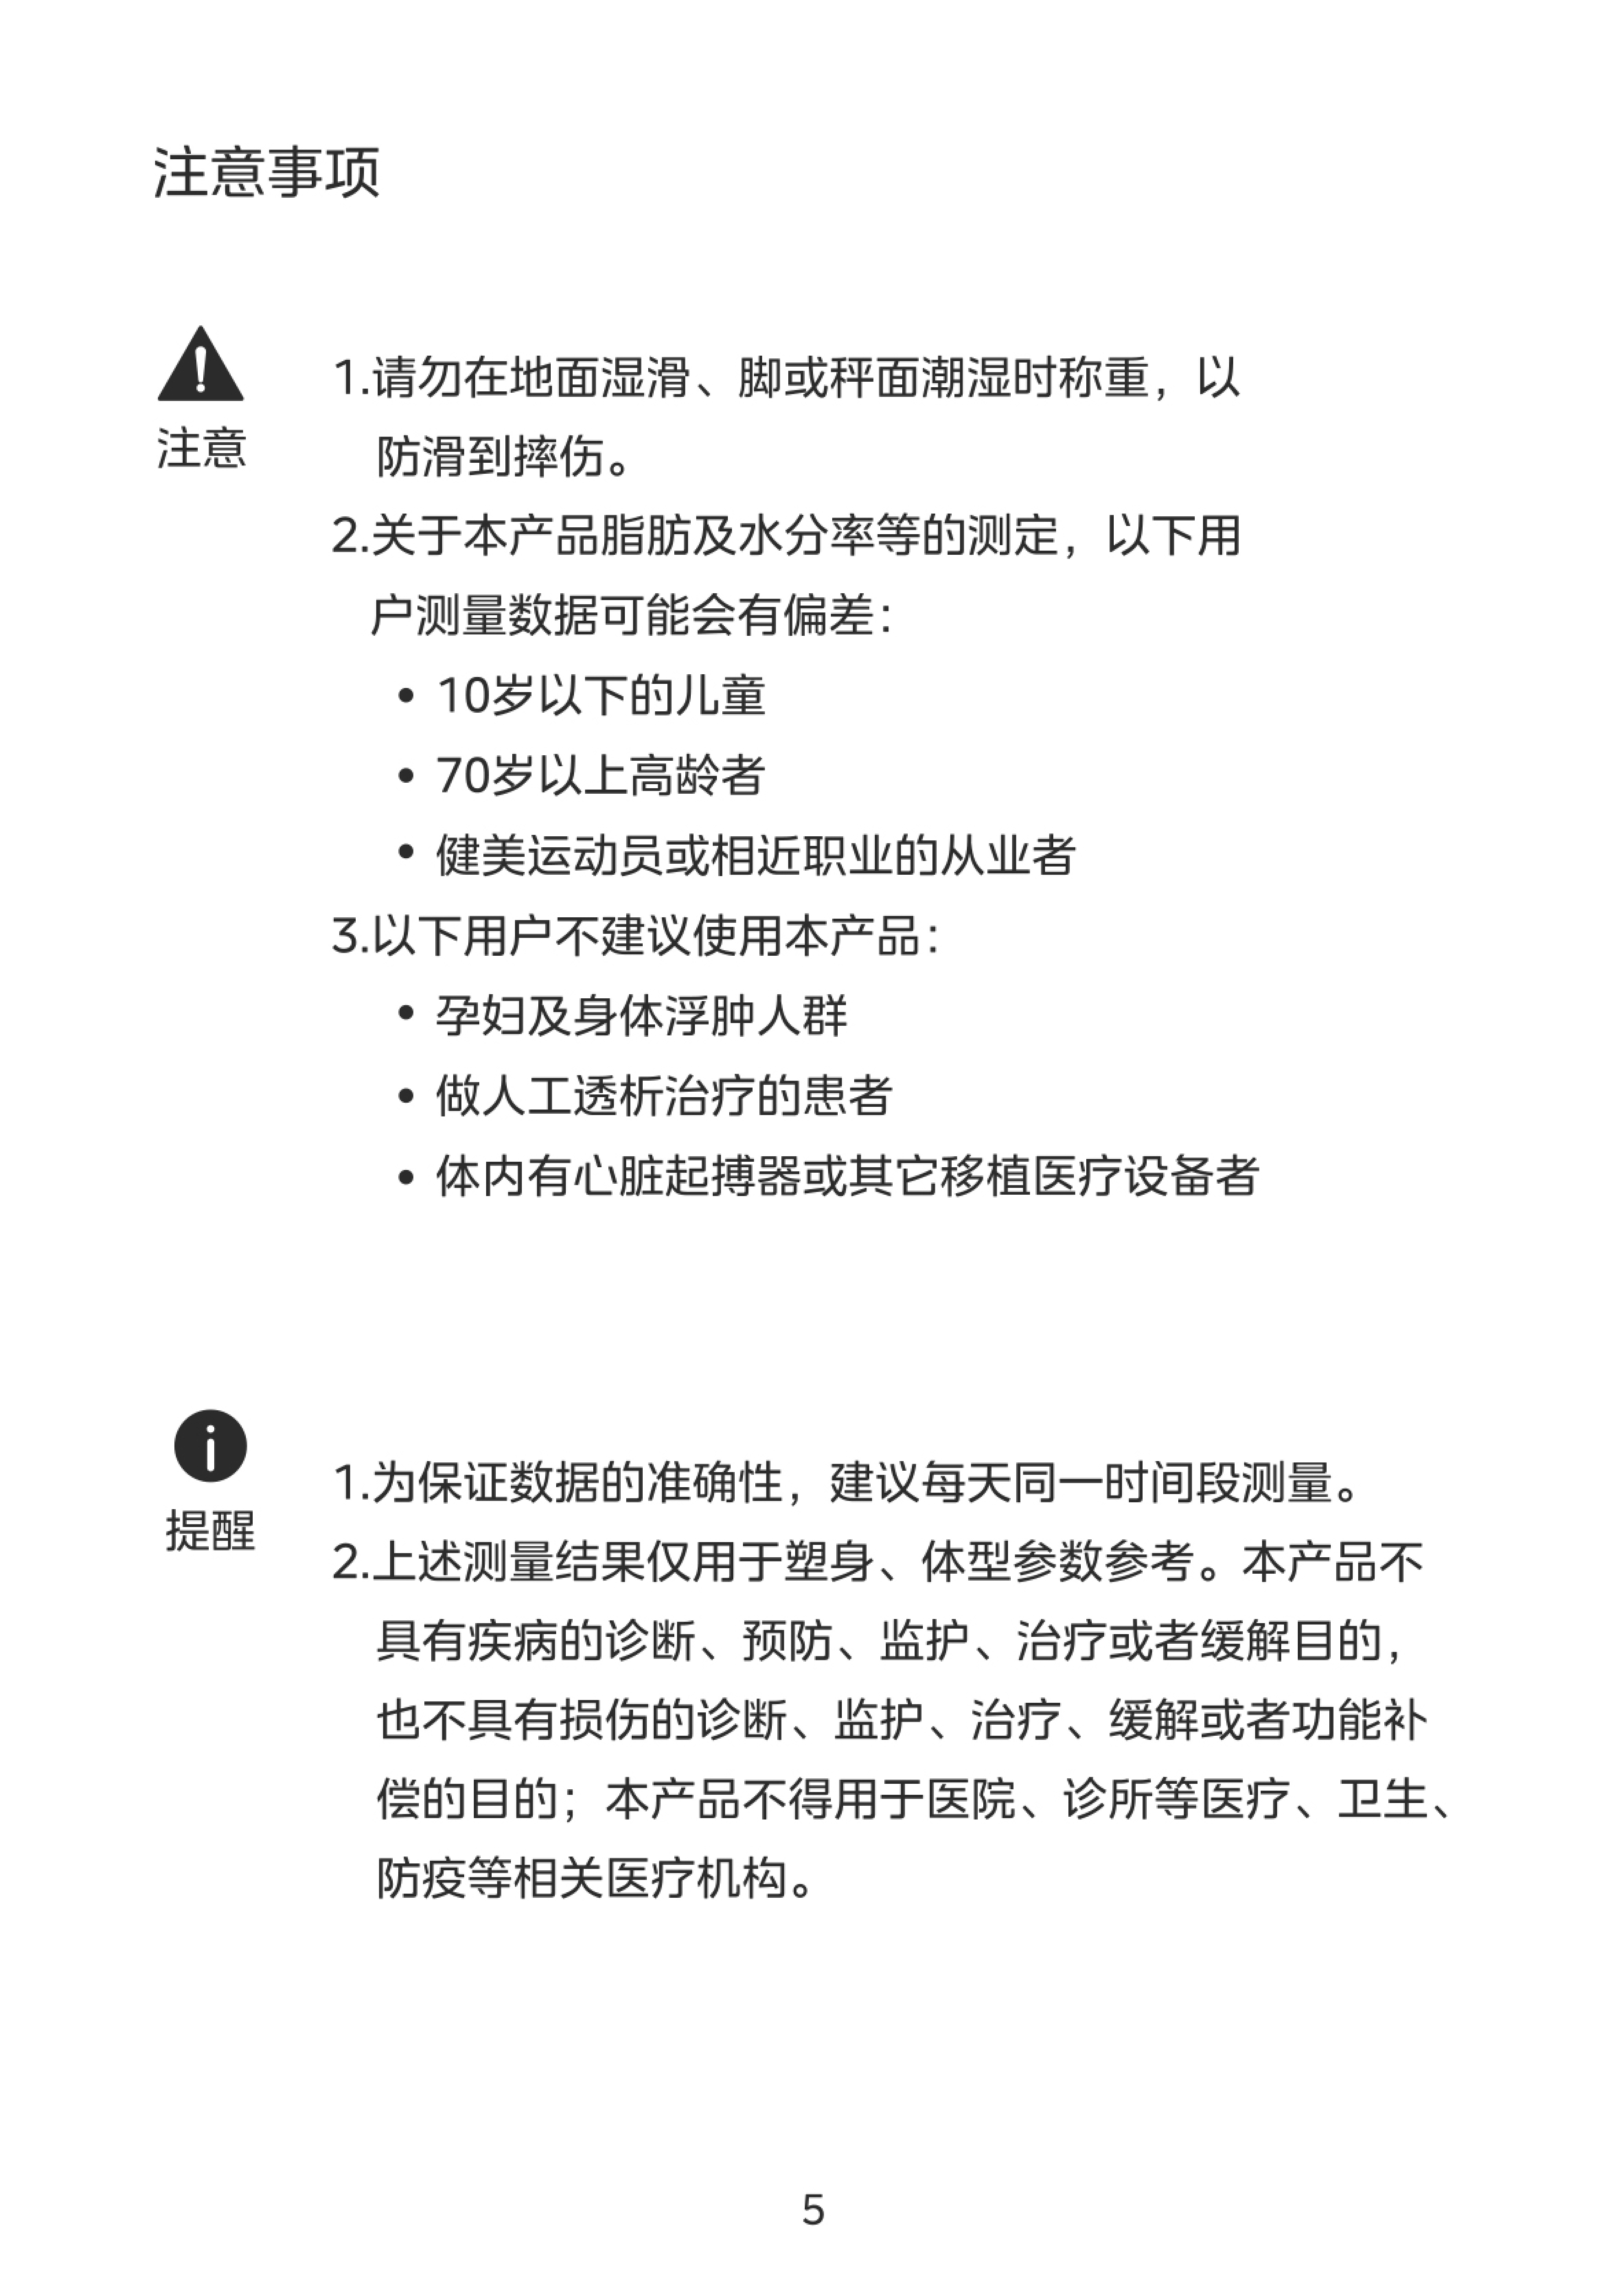 注意事项
注意
1.请勿在地面湿滑、脚或秤面潮湿时称重，以
防滑到摔伤。
2.关于本产品脂肪及水分率等的测定，以下用
户测量数据可能会有偏差：
• 10岁以下的儿童
• 70岁以上高龄者
• 健美运动员或相近职业的从业者
3.以下用户不建议使用本产品：
• 孕妇及身体浮肿人群
• 做人工透析治疗的患者
• 体内有心脏起搏器或其它移植医疗设备者
提醒
1.为保证数据的准确性，建议每天同一时间段测量。
2.上述测量结果仅用于塑身、体型参数参考。本产品不
具有疾病的诊断、预防、监护、治疗或者缓解目的，
也不具有损伤的诊断、监护、治疗、缓解或者功能补
偿的目的；本产品不得用于医院、诊所等医疗、卫生、
防疫等相关医疗机构。
5